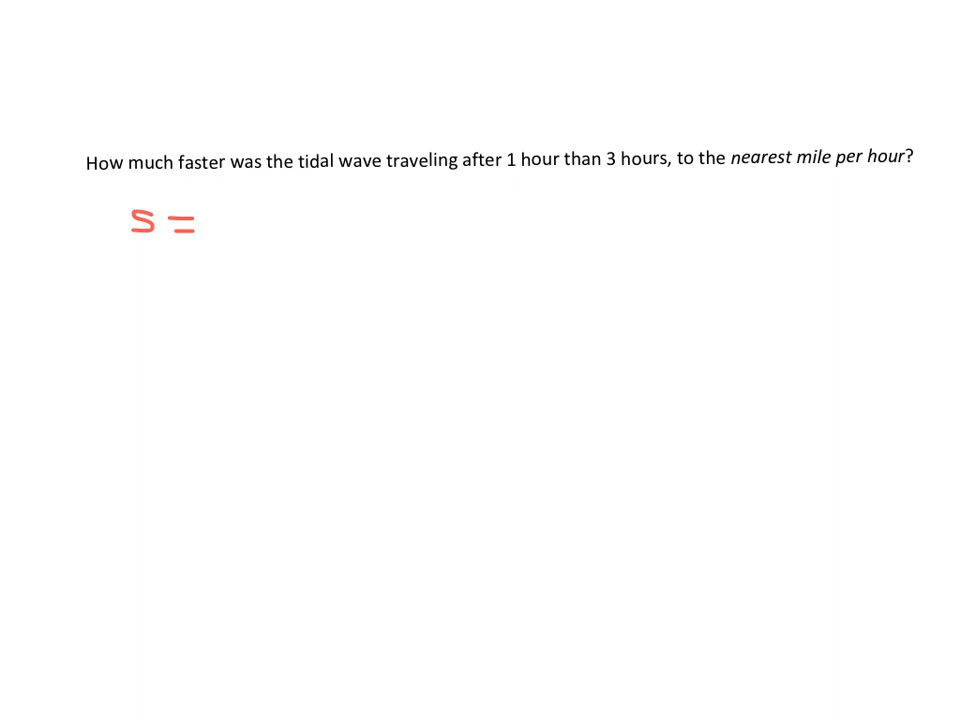 How much faster was the tidal wave traveling after 1 hour than 3 hours, to the nearest mile per hour?
S =